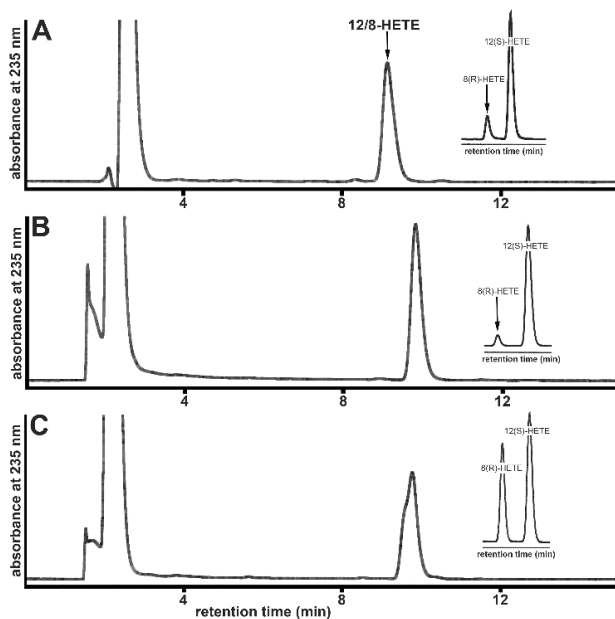 A
absorbance at 235 nm
12/8-HETE
12(S)-HETE
8(R)-HETE
retention time (min)
4
8
12
B
absorbance at 235 nm
12(S)-HETE
8(R)-HETE
retention time (min)
4
8
12
C
absorbance at 235 nm
12(S)-HETE
8(R)-HETE
retention time (min)
4
8
12
retention time (min)